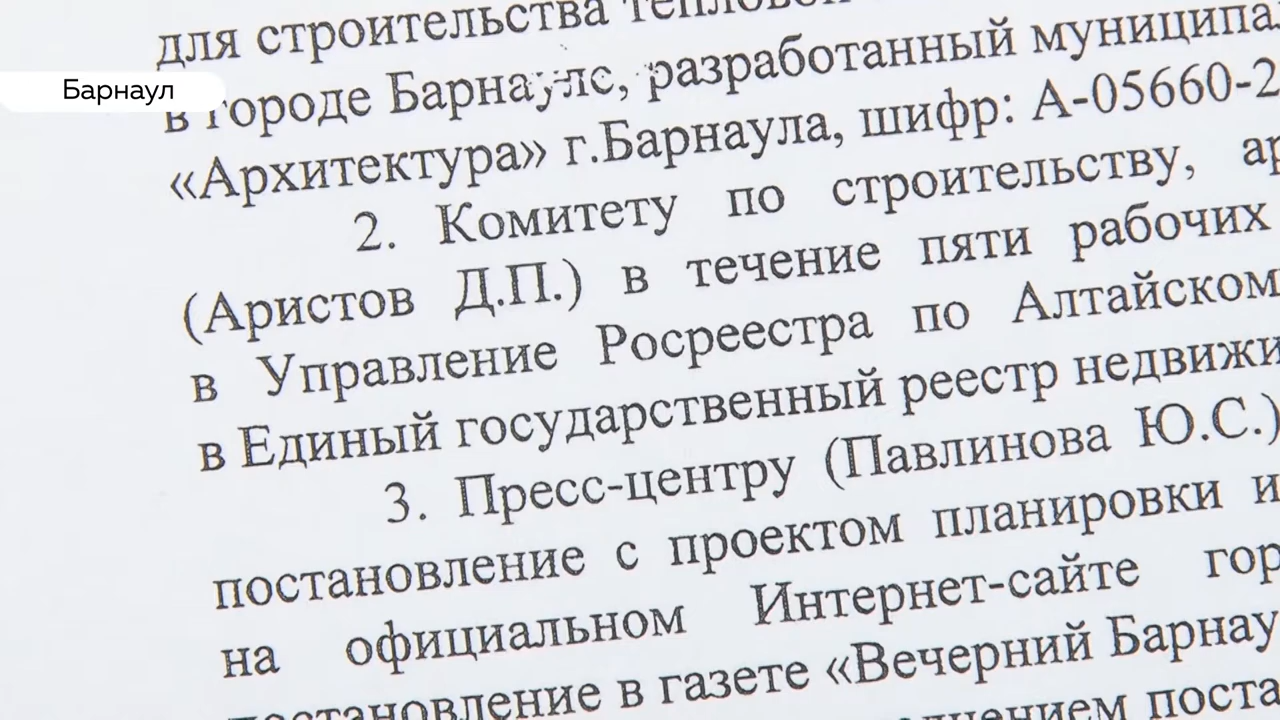 для строительства
Барнаул
в городе Барнауле, разработанный муниципа
«Архитектура» г.Барнаула, шифр: А-05660-2
2. Комитету по строительству, ар
(Аристов Д.П.) в течение пяти рабочих
в Управление Росреестра по Алтайском
в Единый государственный реестр недвижи
3. Пресс-центру (Павлинова Ю.С.)
постановление с проектом планировки и
на официальном Интернет-сайте гор
постановление в газете «Вечерний Барнау
поста